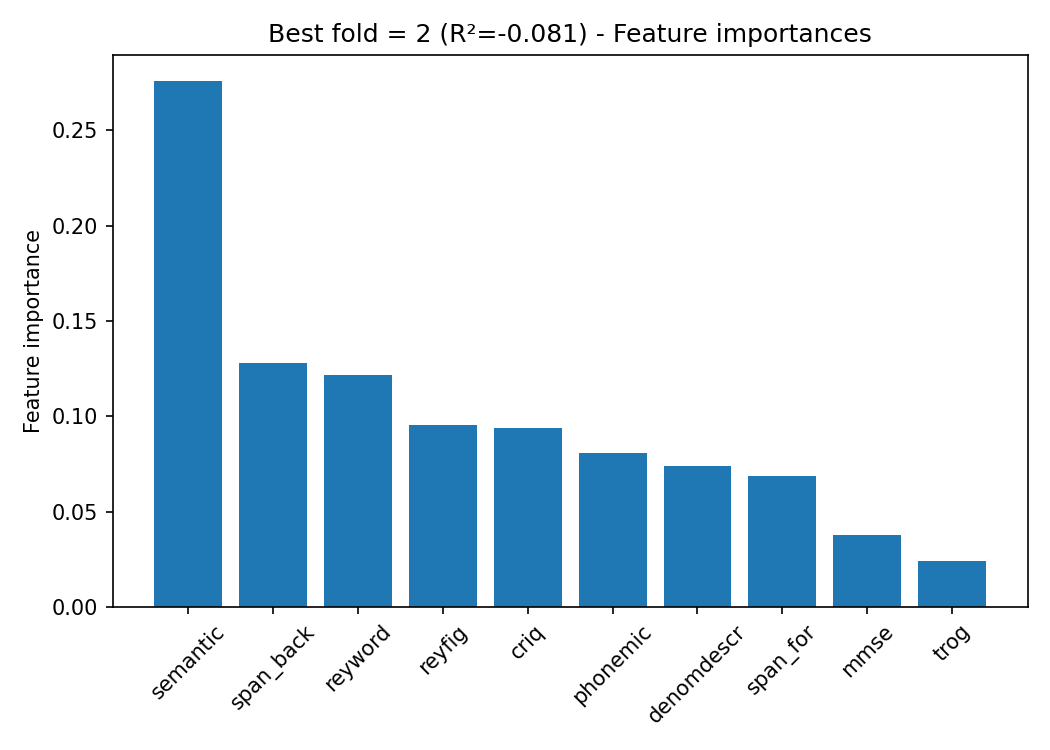 Best fold = 2 (R²=-0.081) - Feature importances
Feature importance
0.25
0.20
0.15
0.10
0.05
0.00
semantic
span_back
reyword
reyfig
criq
phonemic
denomdescr
span_for
mmse
trog